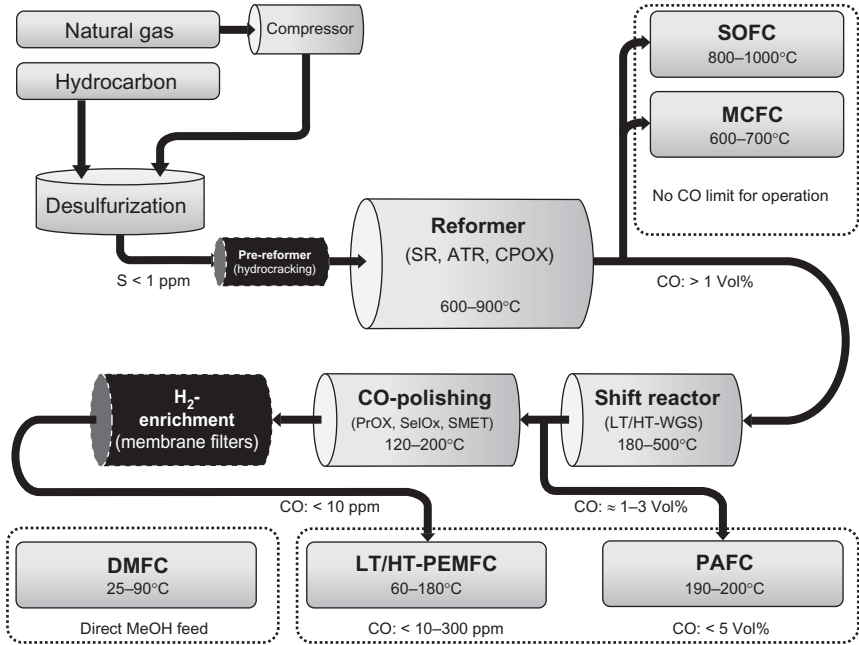 Natural gas
Compressor
Hydrocarbon
Desulfurization
S < 1 ppm
Pre-reformer
(hydrocracking)
Reformer
(SR, ATR, CPOX)
600–900°C
SOFC
800–1000°C
MCFC
600–700°C
No CO limit for operation
CO: > 1 Vol%
Shift reactor
(LT/HT-WGS)
180–500°C
CO-polishing
(PrOX, SelOx, SMET)
120–200°C
H₂-
enrichment
(membrane filters)
CO: < 10 ppm
CO: ≈ 1–3 Vol%
DMFC
25–90°C
Direct MeOH feed
LT/HT-PEMFC
60–180°C
CO: < 10–300 ppm
PAFC
190–200°C
CO: < 5 Vol%